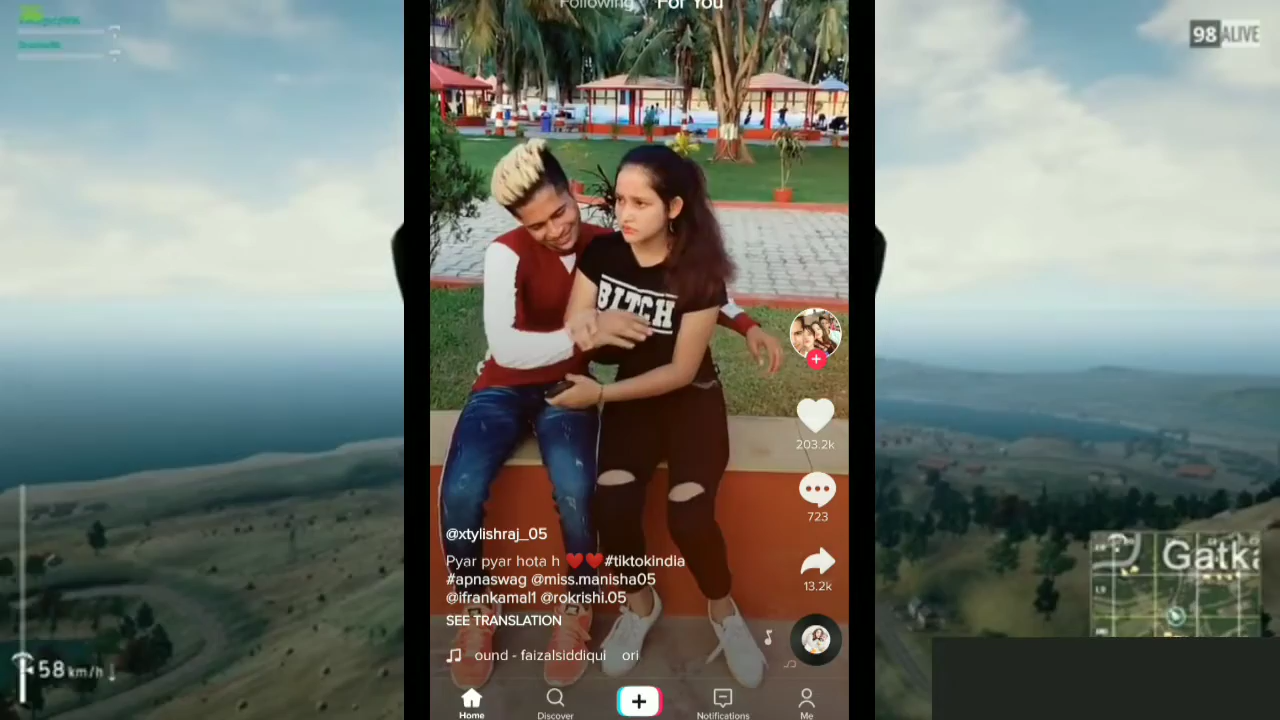 Following
For You
98 ALIVE
BITCH
203.2k
723
13.2k
@xtylishraj_05
Pyar pyar hota h ❤️❤️#tiktokindia
#apnaswag @miss.manisha05
@ifrankamal1 @rokrishi.05
SEE TRANSLATION
ound - faizalsiddiqui ori
Home
Discover
Notifications
Me
58 km/h
Gatka